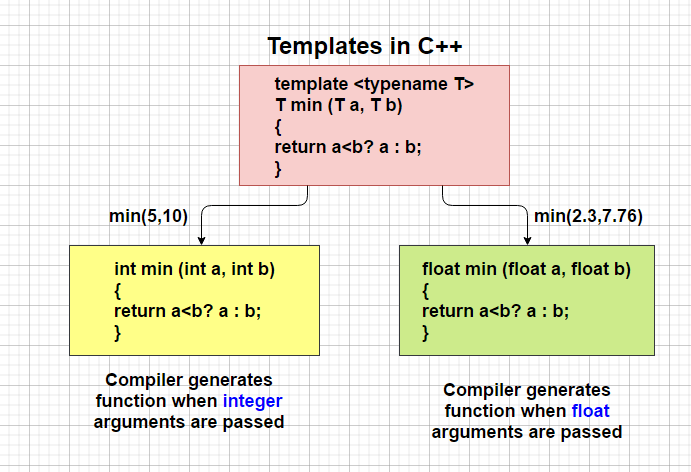 Templates in C++
template <typename T>
T min (T a, T b)
{
return a<b? a : b;
}
min(5,10)
min(2.3,7.76)
int min (int a, int b)
{
return a<b? a : b;
}
float min (float a, float b)
{
return a<b? a : b;
}
Compiler generates
function when integer
arguments are passed
Compiler generates
function when float
arguments are passed